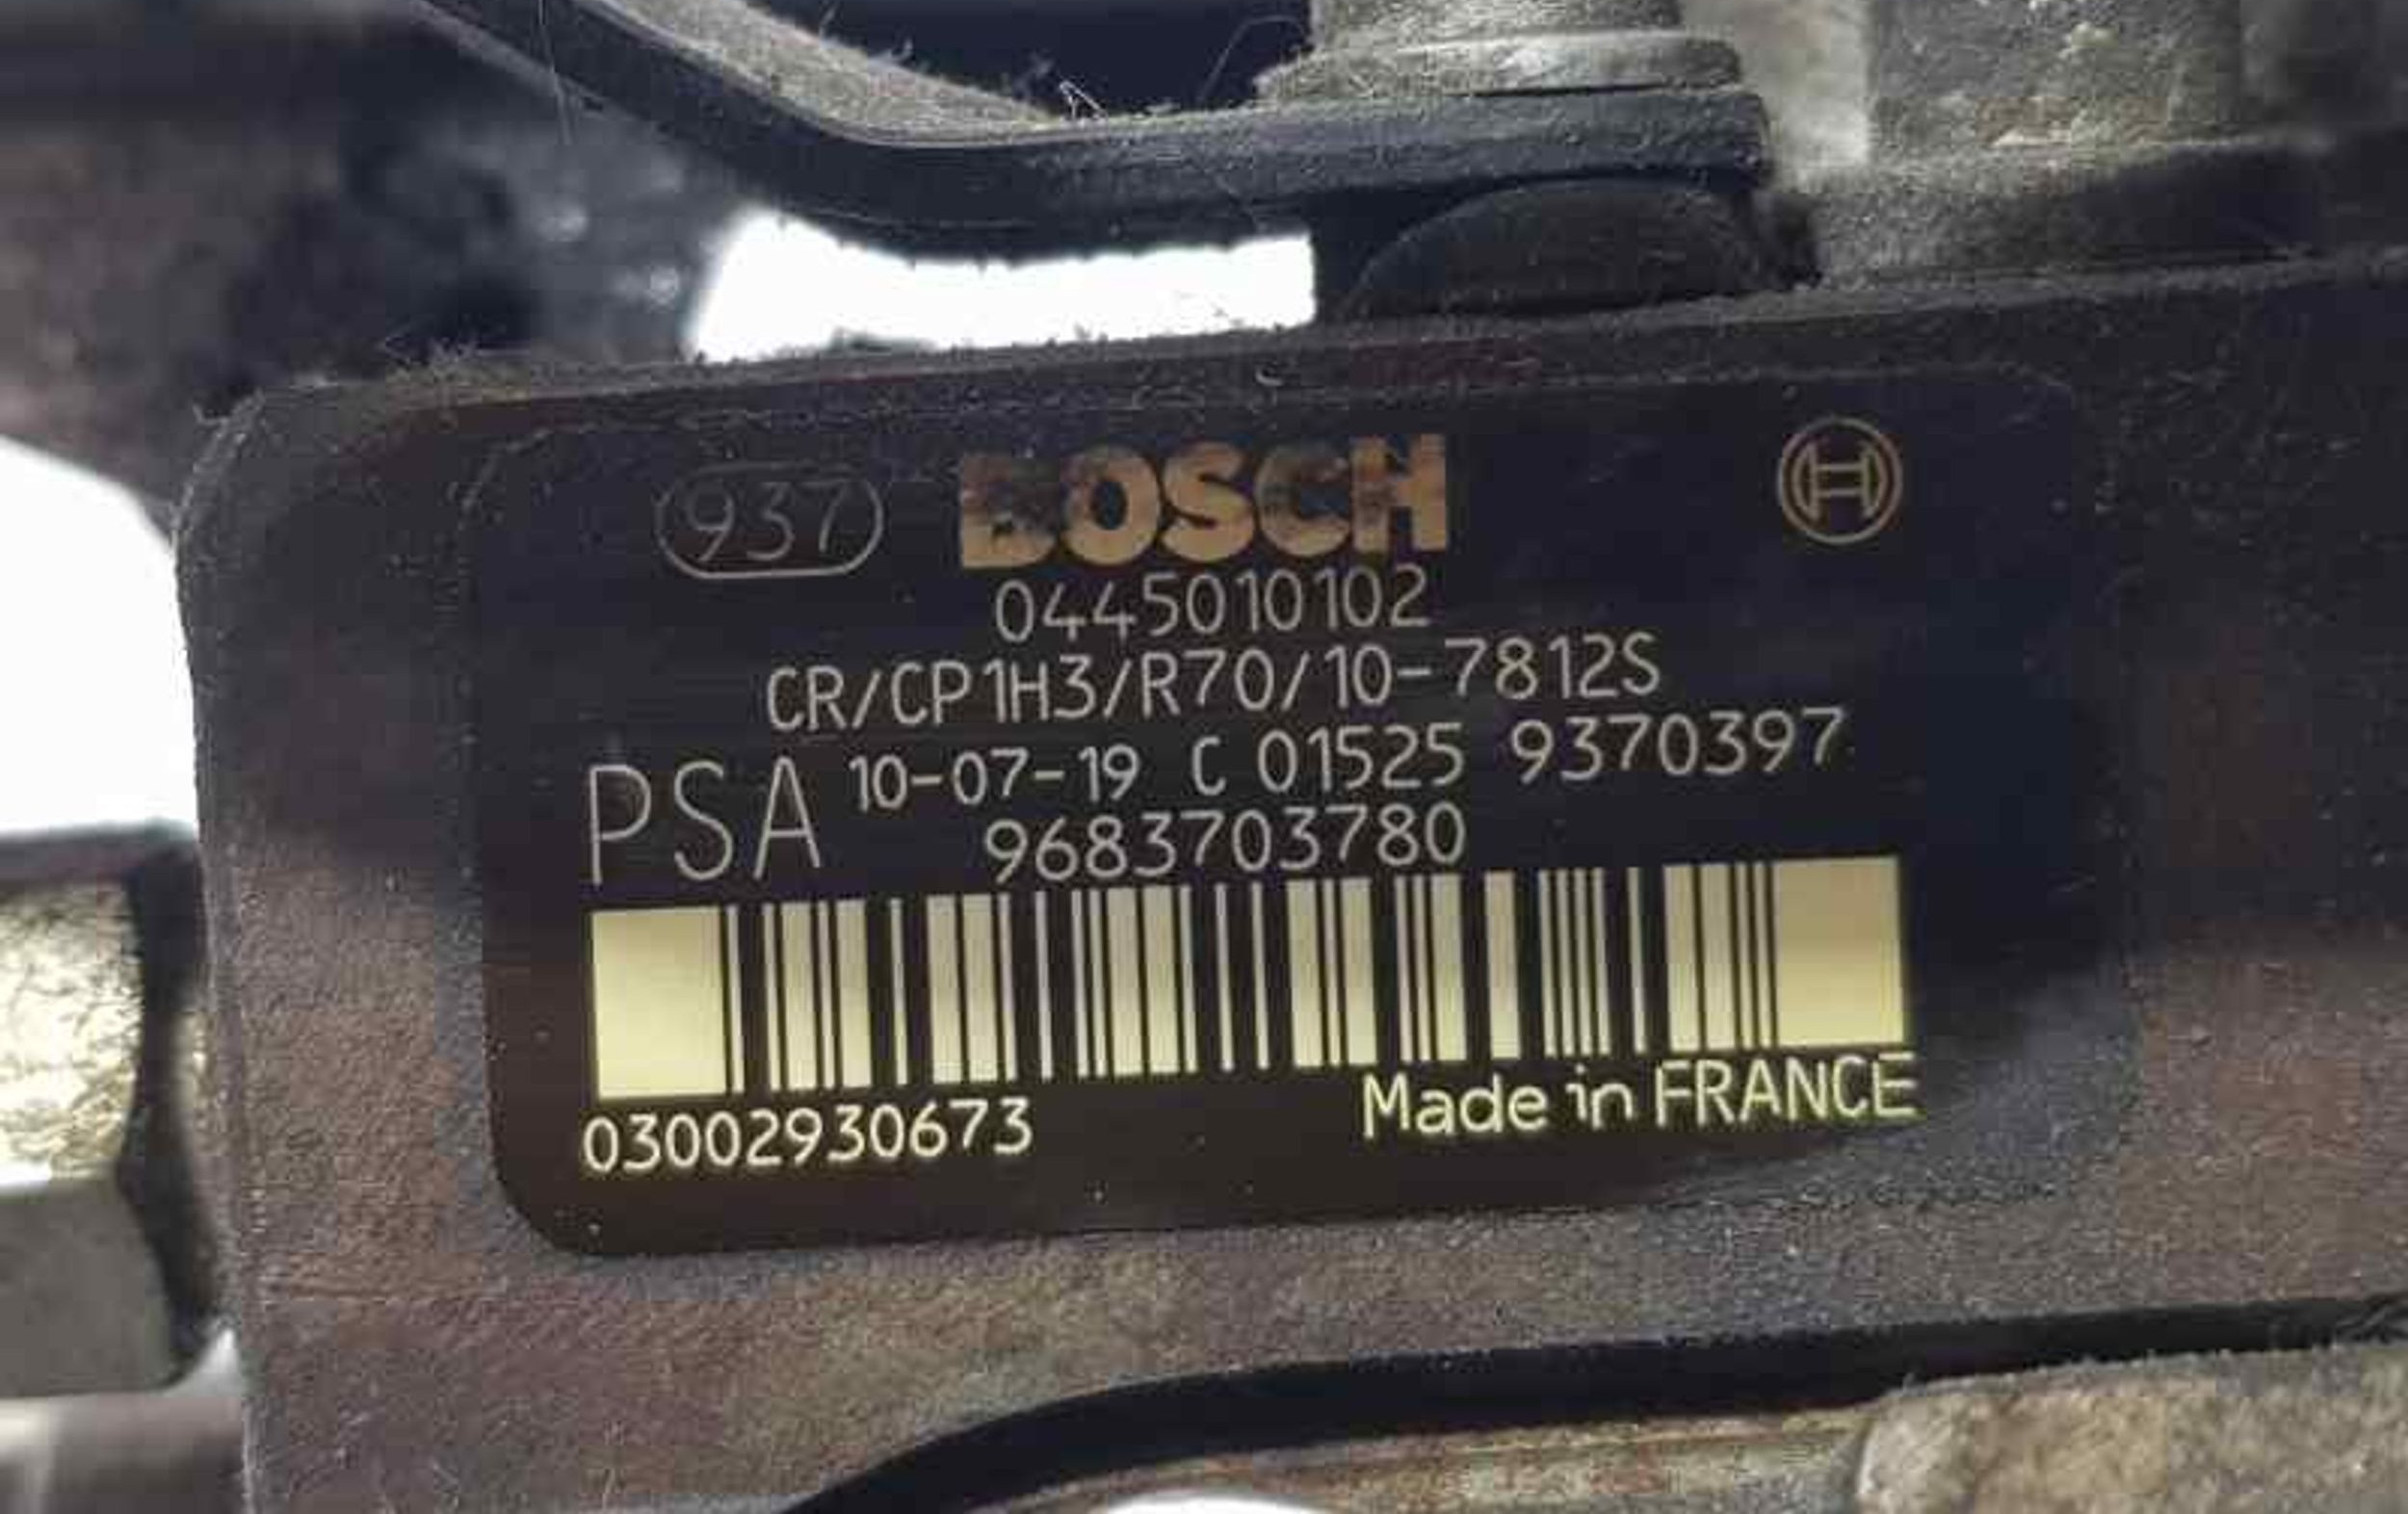 937 BOSCH
0445010102
CR/CP1H3/R70/10-7812S
PSA 10-07-19 C 01525 9370397
9683703780
03002930673 Made in FRANCE